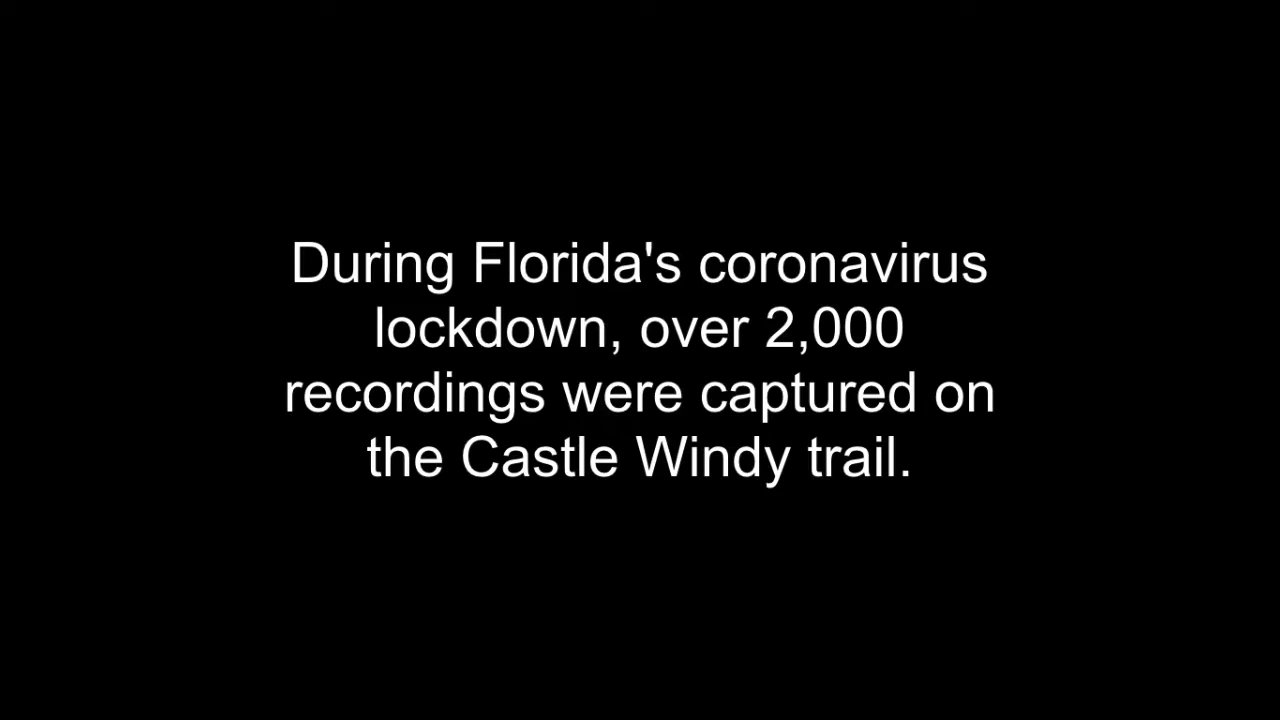 During Florida's coronavirus
lockdown, over 2,000
recordings were captured on
the Castle Windy trail.